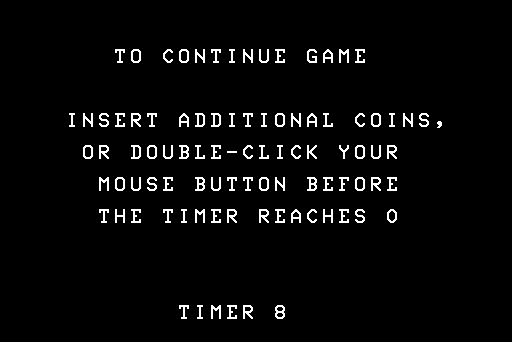 TO CONTINUE GAME
INSERT ADDITIONAL COINS,
OR DOUBLE-CLICK YOUR
MOUSE BUTTON BEFORE
THE TIMER REACHES 0
TIMER 8